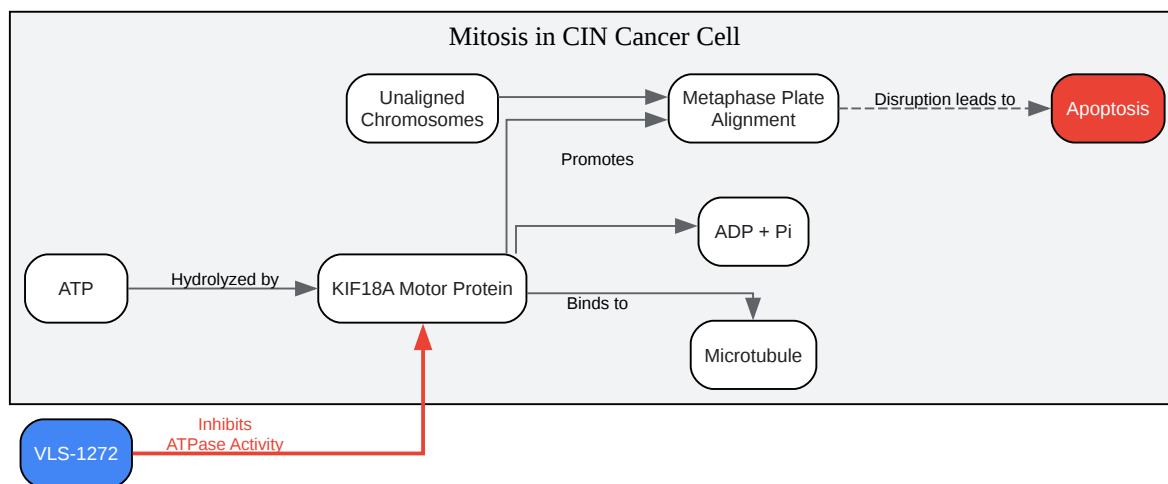 Mitosis in CIN Cancer Cell
Unaligned
Chromosomes
Metaphase Plate
Alignment
Disruption leads to
Apoptosis
Promotes
ADP + Pi
ATP
Hydrolyzed by
KIF18A Motor Protein
Binds to
Microtubule
VLS-1272
Inhibits
ATPase Activity